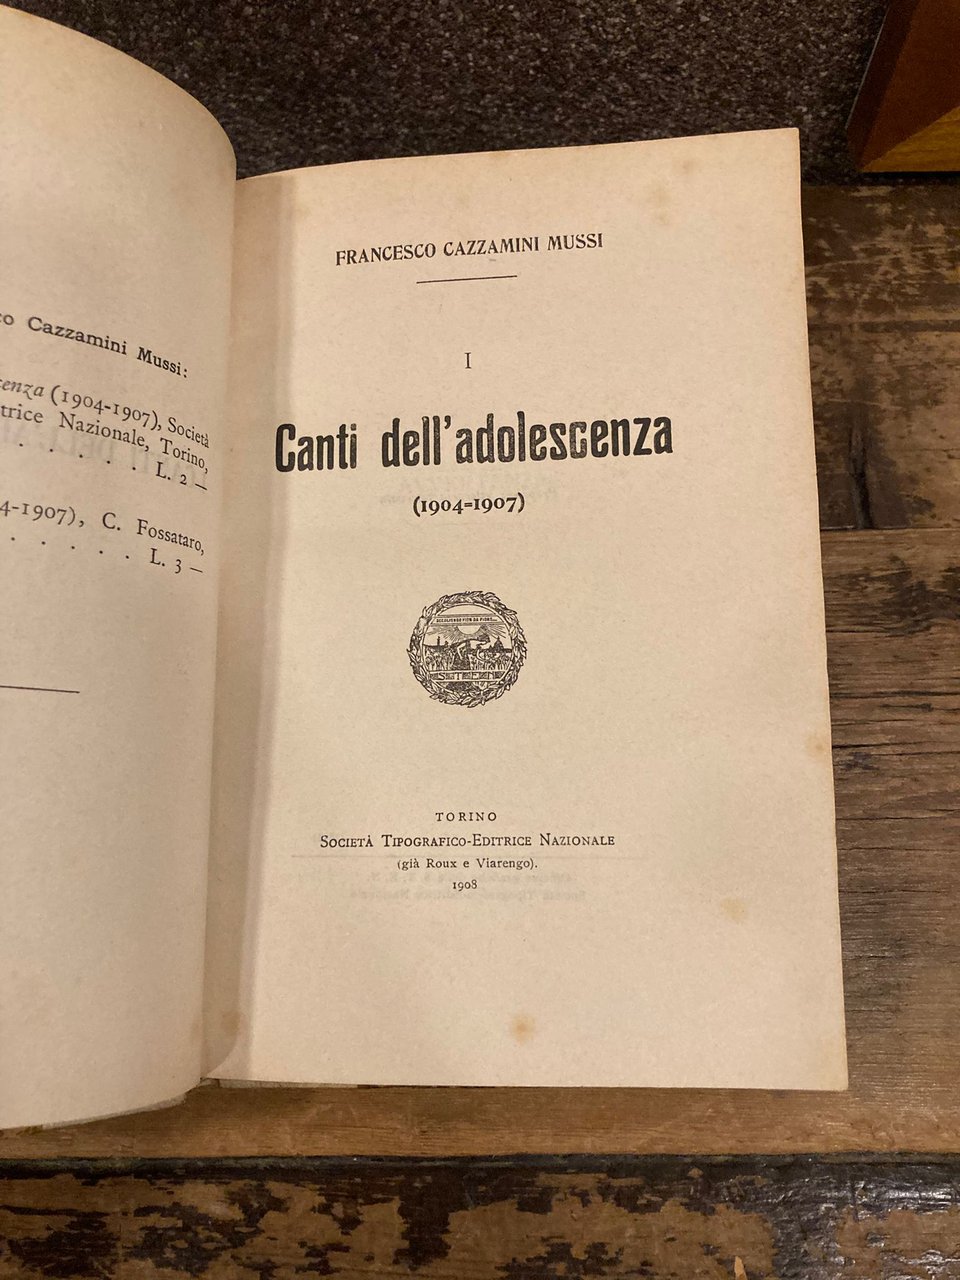 co Cazzamini Mussi:
cenza (1904-1907), Società
trice Nazionale, Torino,
. . . . . . L. 2 —
4-1907), C. Fossataro,
. . . . . L. 3 —
FRANCESCO CAZZAMINI MUSSI
I
Canti dell'adolescenza
(1904=1907)
S·T·E·N
TORINO
SOCIETÀ TIPOGRAFICO-EDITRICE NAZIONALE
(già Roux e Viarengo).
1908